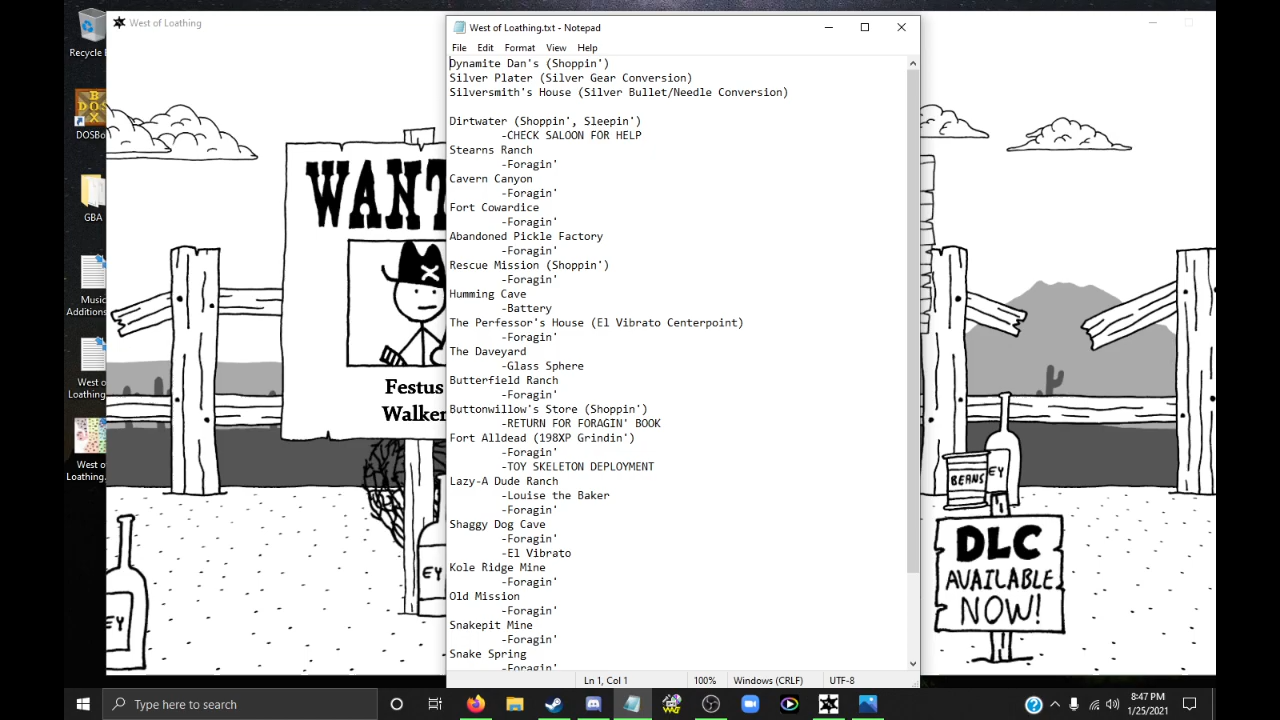 West of Loathing
West of Loathing.txt - Notepad
File Edit Format View Help
Dynamite Dan's (Shoppin')
Silver Plater (Silver Gear Conversion)
Silversmith's House (Silver Bullet/Needle Conversion)
Dirtwater (Shoppin', Sleepin')
-CHECK SALOON FOR HELP
Stearns Ranch
-Foragin'
Cavern Canyon
-Foragin'
Fort Cowardice
-Foragin'
Abandoned Pickle Factory
-Foragin'
Rescue Mission (Shoppin')
-Foragin'
Humming Cave
-Battery
The Perfessor's House (El Vibrato Centerpoint)
-Foragin'
The Daveyard
-Glass Sphere
Butterfield Ranch
-Foragin'
Buttonwillow's Store (Shoppin')
-RETURN FOR FORAGIN' BOOK
Fort Alldead (198XP Grindin')
-Foragin'
-TOY SKELETON DEPLOYMENT
Lazy-A Dude Ranch
-Louise the Baker
-Foragin'
Shaggy Dog Cave
-Foragin'
-El Vibrato
Kole Ridge Mine
-Foragin'
Old Mission
-Foragin'
Snakepit Mine
-Foragin'
Snake Spring
-Foragin'
Ln 1, Col 1 100% Windows (CRLF) UTF-8
Recycle
DOSBo
GBA
Music
Additions
West of
Loathing.
West of
Loathing.
WANT
Festus
Walker
EY
EY
BEANS
EY
DLC
AVAILABLE
NOW!
Type here to search
8:47 PM
1/25/2021